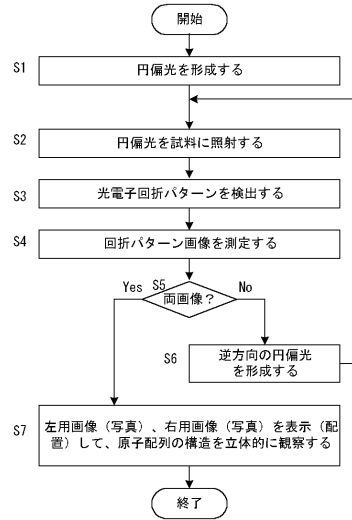 開始
S1
円偏光を形成する
S2
円偏光を試料に照射する
S3
光電子回折パターンを検出する
S4
回折パターン画像を測定する
S5
両画像？
Yes
No
S6
逆方向の円偏光
を形成する
S7
左用画像（写真）、右用画像（写真）を表示（配
置）して、原子配列の構造を立体的に観察する
終了